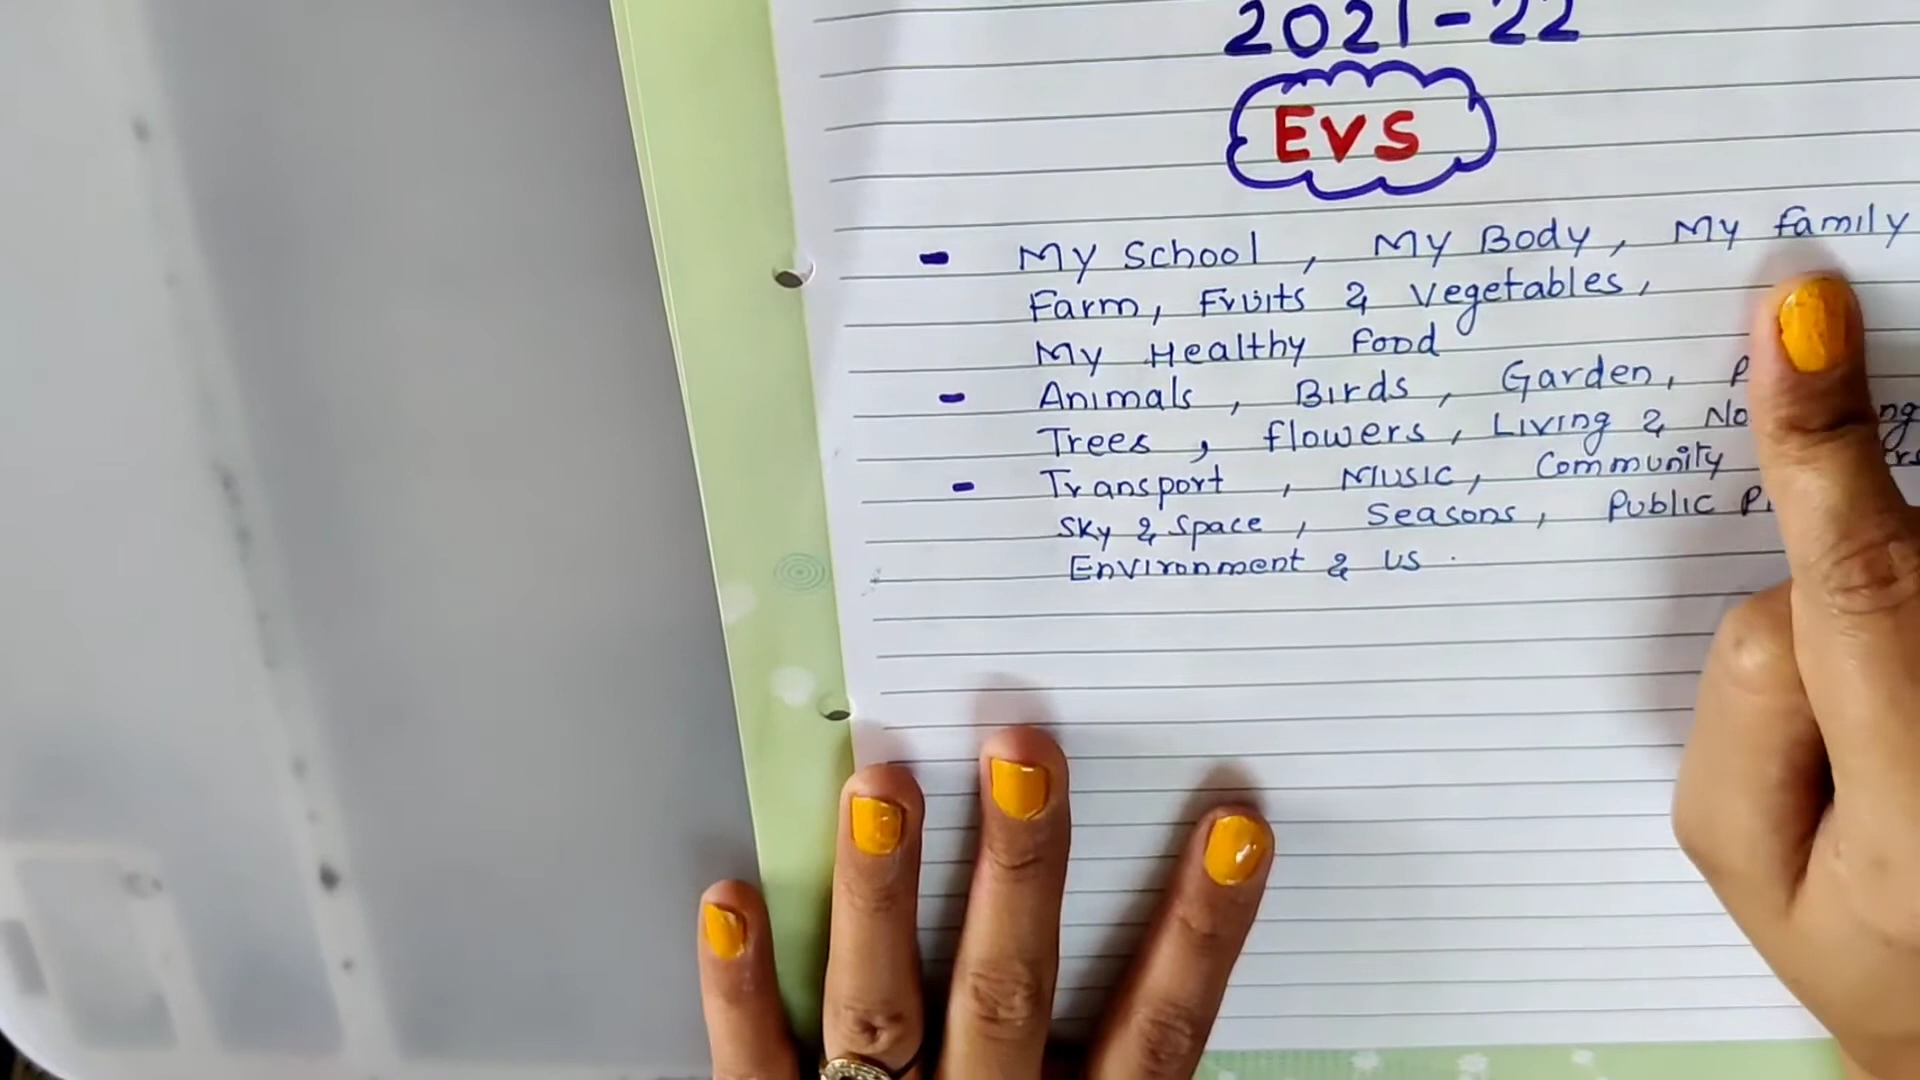 2021-22
EVS
- My School, My Body, My family
Farm, Fruits & Vegetables,
My Healthy Food
- Animals, Birds, Garden,
Trees, flowers, Living &
- Transport, Music, Community
Sky & Space, Seasons, Public
Environment & us.